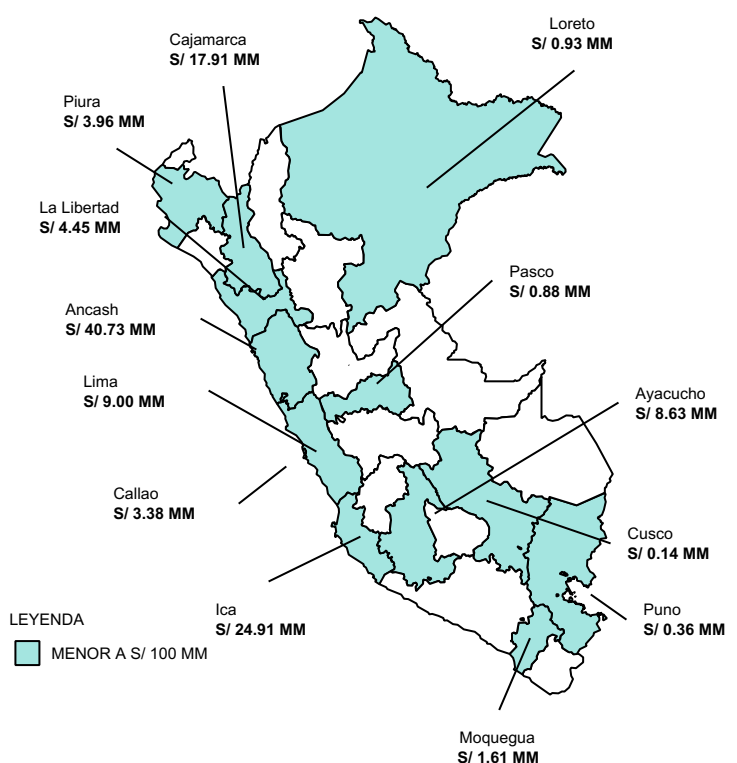 Loreto
S/ 0.93 MM
Cajamarca
S/ 17.91 MM
Piura
S/ 3.96 MM
La Libertad
S/ 4.45 MM
Pasco
S/ 0.88 MM
Ancash
S/ 40.73 MM
Lima
S/ 9.00 MM
Ayacucho
S/ 8.63 MM
Callao
S/ 3.38 MM
Cusco
S/ 0.14 MM
Ica
S/ 24.91 MM
Puno
S/ 0.36 MM
LEYENDA
MENOR A S/ 100 MM
Moquegua
S/ 1.61 MM